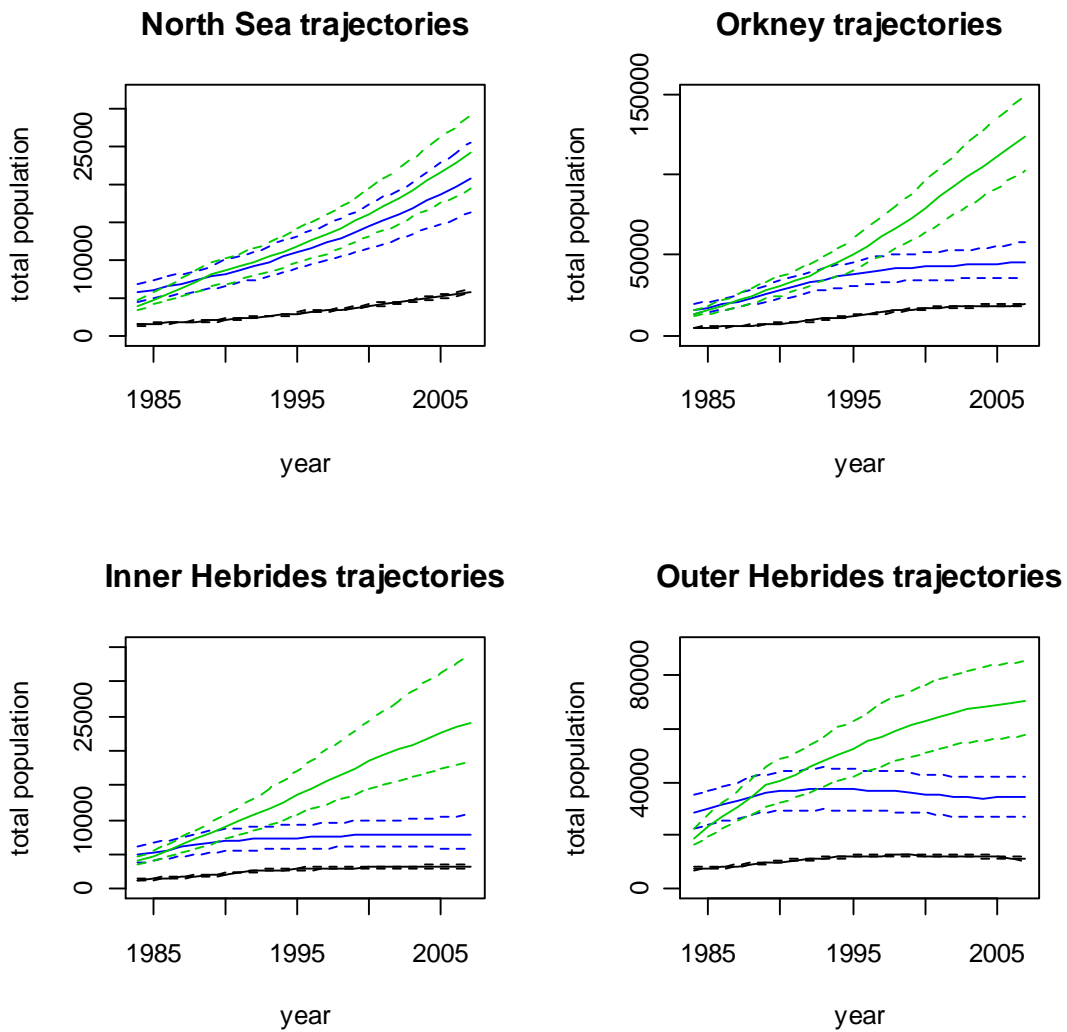 North Sea trajectories
total population
0 10000 25000
1985 1995 2005
year
Orkney trajectories
total population
0 50000 150000
1985 1995 2005
year
Inner Hebrides trajectories
total population
0 10000 25000
1985 1995 2005
year
Outer Hebrides trajectories
total population
0 40000 80000
1985 1995 2005
year